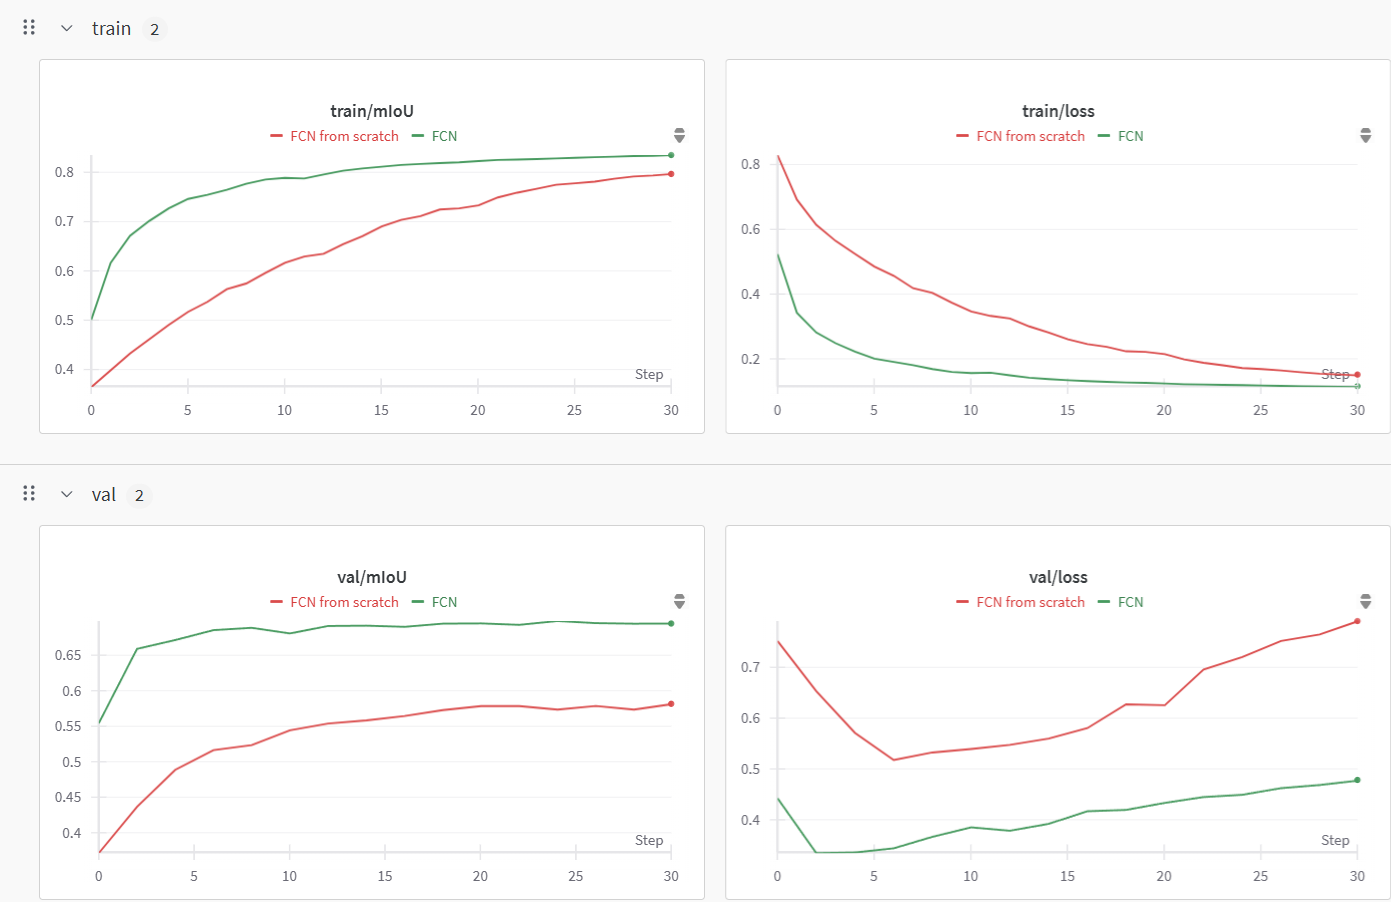 train 2
train/mIoU
FCN from scratch FCN
0.8
0.7
0.6
0.5
0.4
Step
0 5 10 15 20 25 30
train/loss
FCN from scratch FCN
0.8
0.6
0.4
0.2
Step
0 5 10 15 20 25 30
val 2
val/mIoU
FCN from scratch FCN
0.65
0.6
0.55
0.5
0.45
0.4
Step
0 5 10 15 20 25 30
val/loss
FCN from scratch FCN
0.7
0.6
0.5
0.4
Step
0 5 10 15 20 25 30